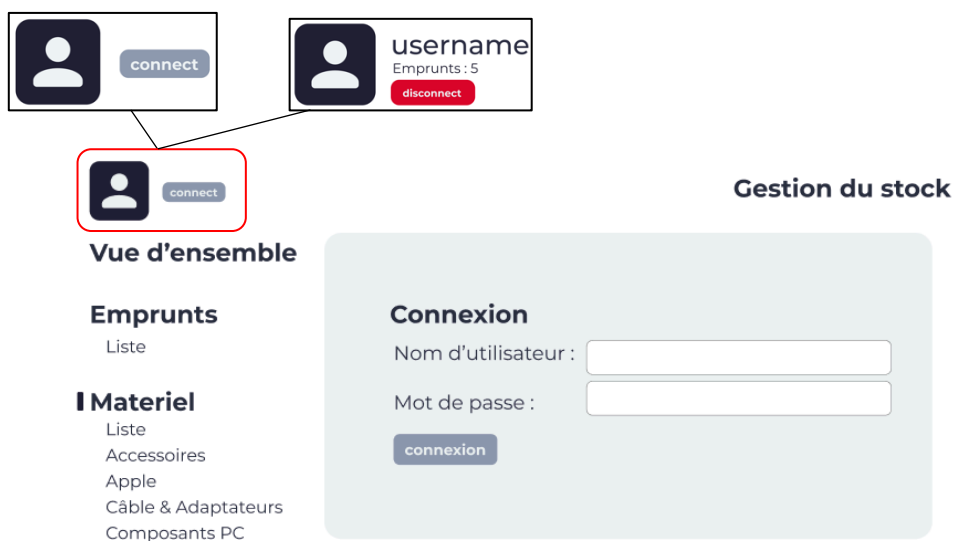 connect
username
Emprunts : 5
disconnect
connect
Gestion du stock
Vue d’ensemble
Emprunts
Liste
Materiel
Liste
Accessoires
Apple
Câble & Adaptateurs
Composants PC
Connexion
Nom d’utilisateur :
Mot de passe :
connexion